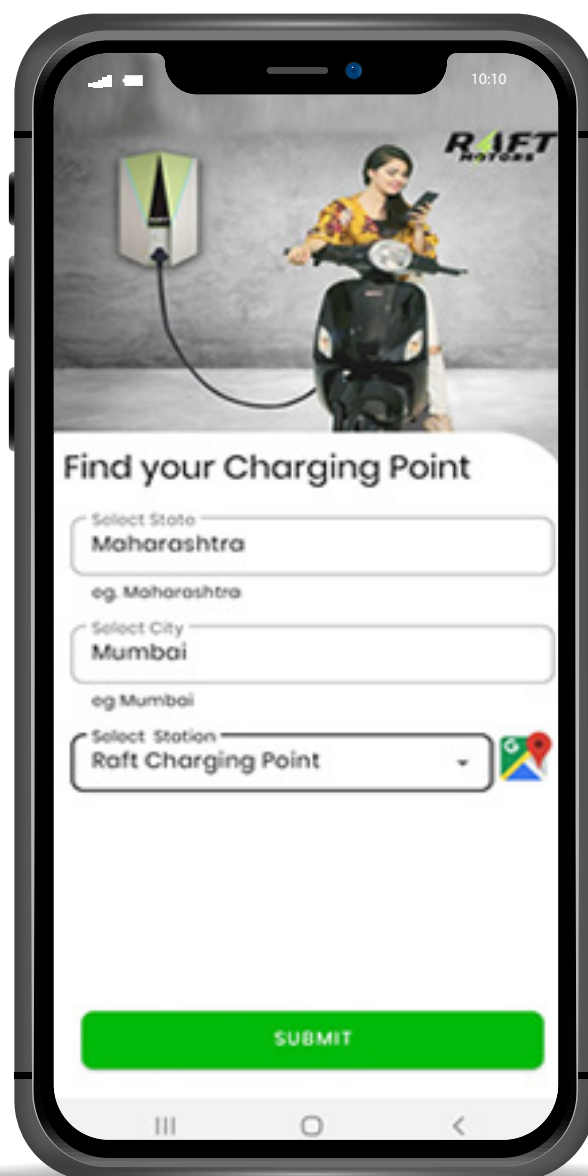 10:10
RAFT
MOTORS
Find your Charging Point
Select State
Maharashtra
eg. Maharashtra
Select City
Mumbai
eg Mumbai
Select Station
Raft Charging Point
G
SUBMIT